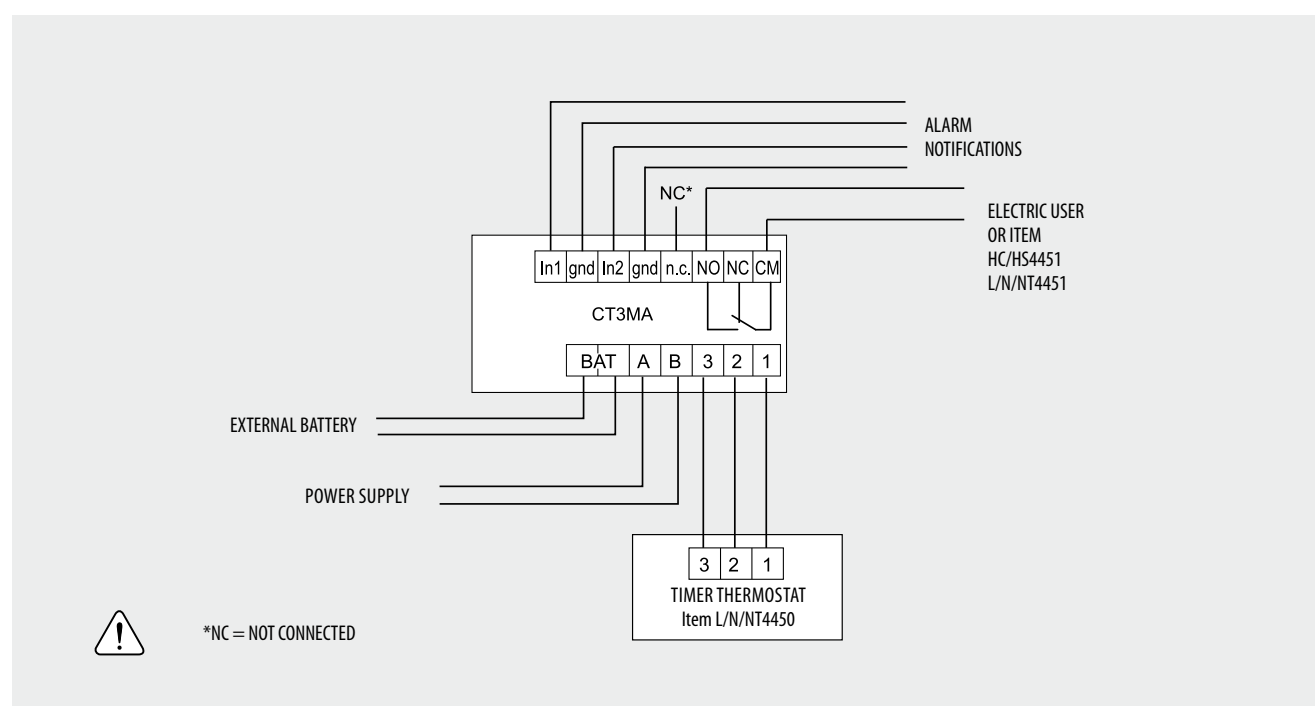 ALARM
NOTIFICATIONS
NC*
ELECTRIC USER
OR ITEM
HC/HS4451
L/N/NT4451
In1 gnd In2 gnd n.c. NO NC CM
CT3MA
BAT A B 3 2 1
EXTERNAL BATTERY
POWER SUPPLY
3 2 1
TIMER THERMOSTAT
Item L/N/NT4450
*NC = NOT CONNECTED